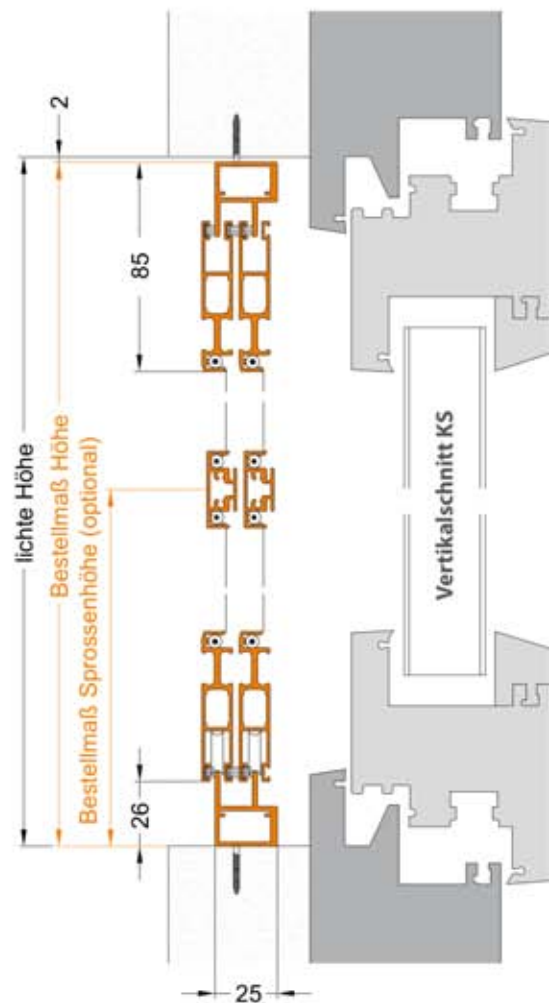 2
85
lichte Höhe
Bestellmaß Höhe
Bestellmaß Sprossenhöhe (optional)
Vertikalschnitt KS
26
25